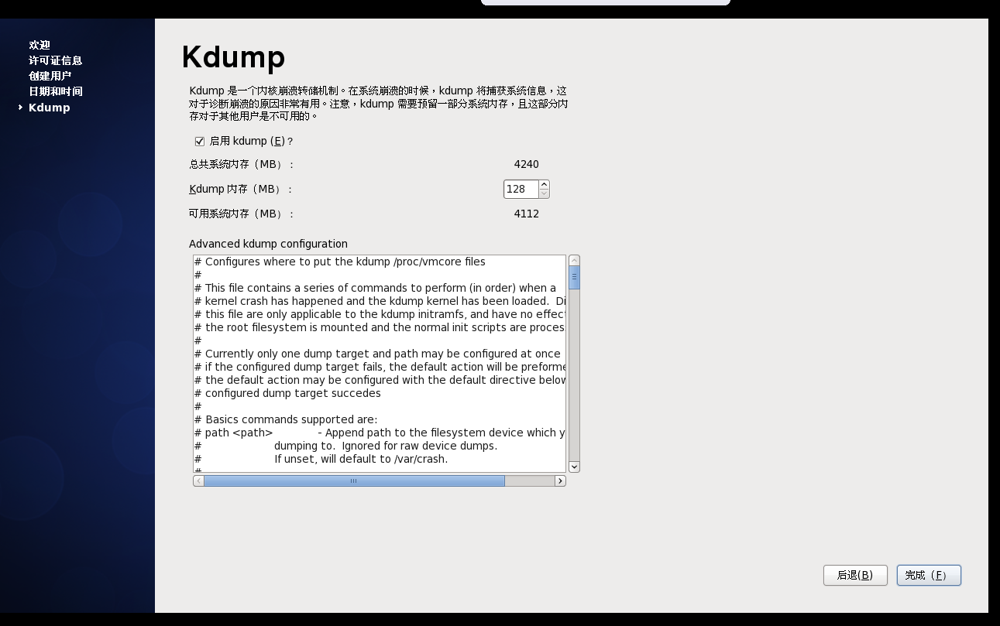 欢迎
许可证信息
创建用户
日期和时间
Kdump
Kdump
Kdump 是一个内核崩溃转储机制。在系统崩溃的时候，kdump 将捕获系统信息，这
对于诊断崩溃的原因非常有用。注意，kdump 需要预留一部分系统内存，且这部分内
存对于其他用户是不可用的。
启用 kdump (E)？
总共系统内存（MB）： 4240
Kdump 内存（MB）： 128
可用系统内存（MB）： 4112
Advanced kdump configuration
# Configures where to put the kdump /proc/vmcore files
#
# This file contains a series of commands to perform (in order) when a
# kernel crash has happened and the kdump kernel has been loaded.  Di
# this file are only applicable to the kdump initramfs, and have no effect
# the root filesystem is mounted and the normal init scripts are proces
#
# Currently only one dump target and path may be configured at once
# if the configured dump target fails, the default action will be preforme
# the default action may be configured with the default directive below
# configured dump target succedes
#
# Basics commands supported are:
# path <path> - Append path to the filesystem device which y
# dumping to.  Ignored for raw device dumps.
# If unset, will default to /var/crash.
#
后退(B)
完成（F）